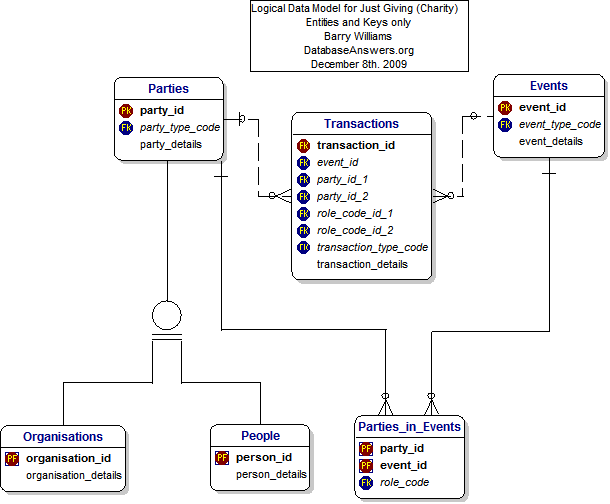 Logical Data Model for Just Giving (Charity)
Entities and Keys only
Barry Williams
DatabaseAnswers.org
December 8th. 2009
Parties
PK party_id
FK party_type_code
party_details
Transactions
FK transaction_id
FK event_id
FK party_id_1
FK party_id_2
FK role_code_id_1
FK role_code_id_2
FK transaction_type_code
transaction_details
Events
PK event_id
FK event_type_code
event_details
Organisations
PF organisation_id
organisation_details
People
PF person_id
person_details
Parties_in_Events
PF party_id
PF event_id
FK role_code